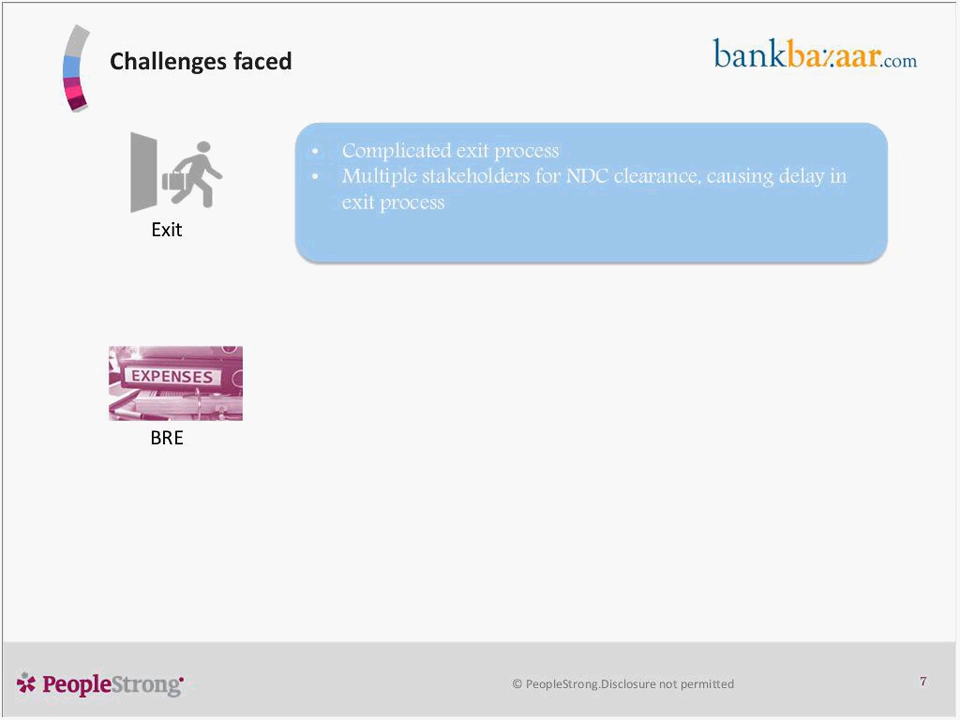 Challenges faced
bankbazaar.com
• Complicated exit process
• Multiple stakeholders for NDC clearance, causing delay in
exit process
Exit
EXPENSES
BRE
PeopleStrong
© PeopleStrong.Disclosure not permitted
7